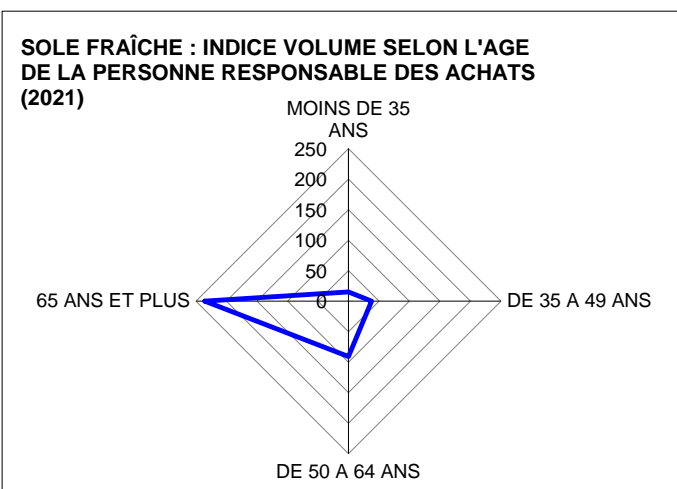 SOLE FRAÎCHE : INDICE VOLUME SELON L'AGE
DE LA PERSONNE RESPONSABLE DES ACHATS
(2021)
MOINS DE 35
ANS
250
200
150
100
50
0
65 ANS ET PLUS
DE 35 A 49 ANS
DE 50 A 64 ANS